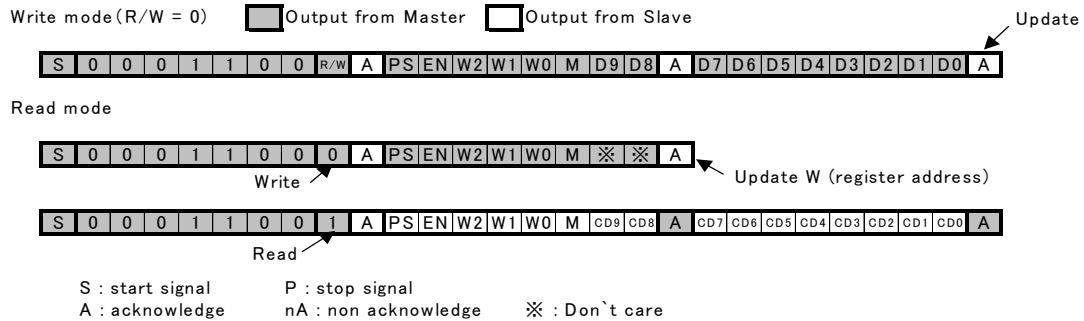 Write mode(R/W = 0) Output from Master Output from Slave Update
S 0 0 0 1 1 0 0 R/W A PS EN W2 W1 W0 M D9 D8 A D7 D6 D5 D4 D3 D2 D1 D0 A
Read mode
S 0 0 0 1 1 0 0 0 A PS EN W2 W1 W0 M ※ ※ A
Write Update W (register address)
S 0 0 0 1 1 0 0 1 A PS EN W2 W1 W0 M CD9 CD8 A CD7 CD6 CD5 CD4 CD3 CD2 CD1 CD0 A
Read
S : start signal P : stop signal
A : acknowledge nA : non acknowledge ※ : Don`t care